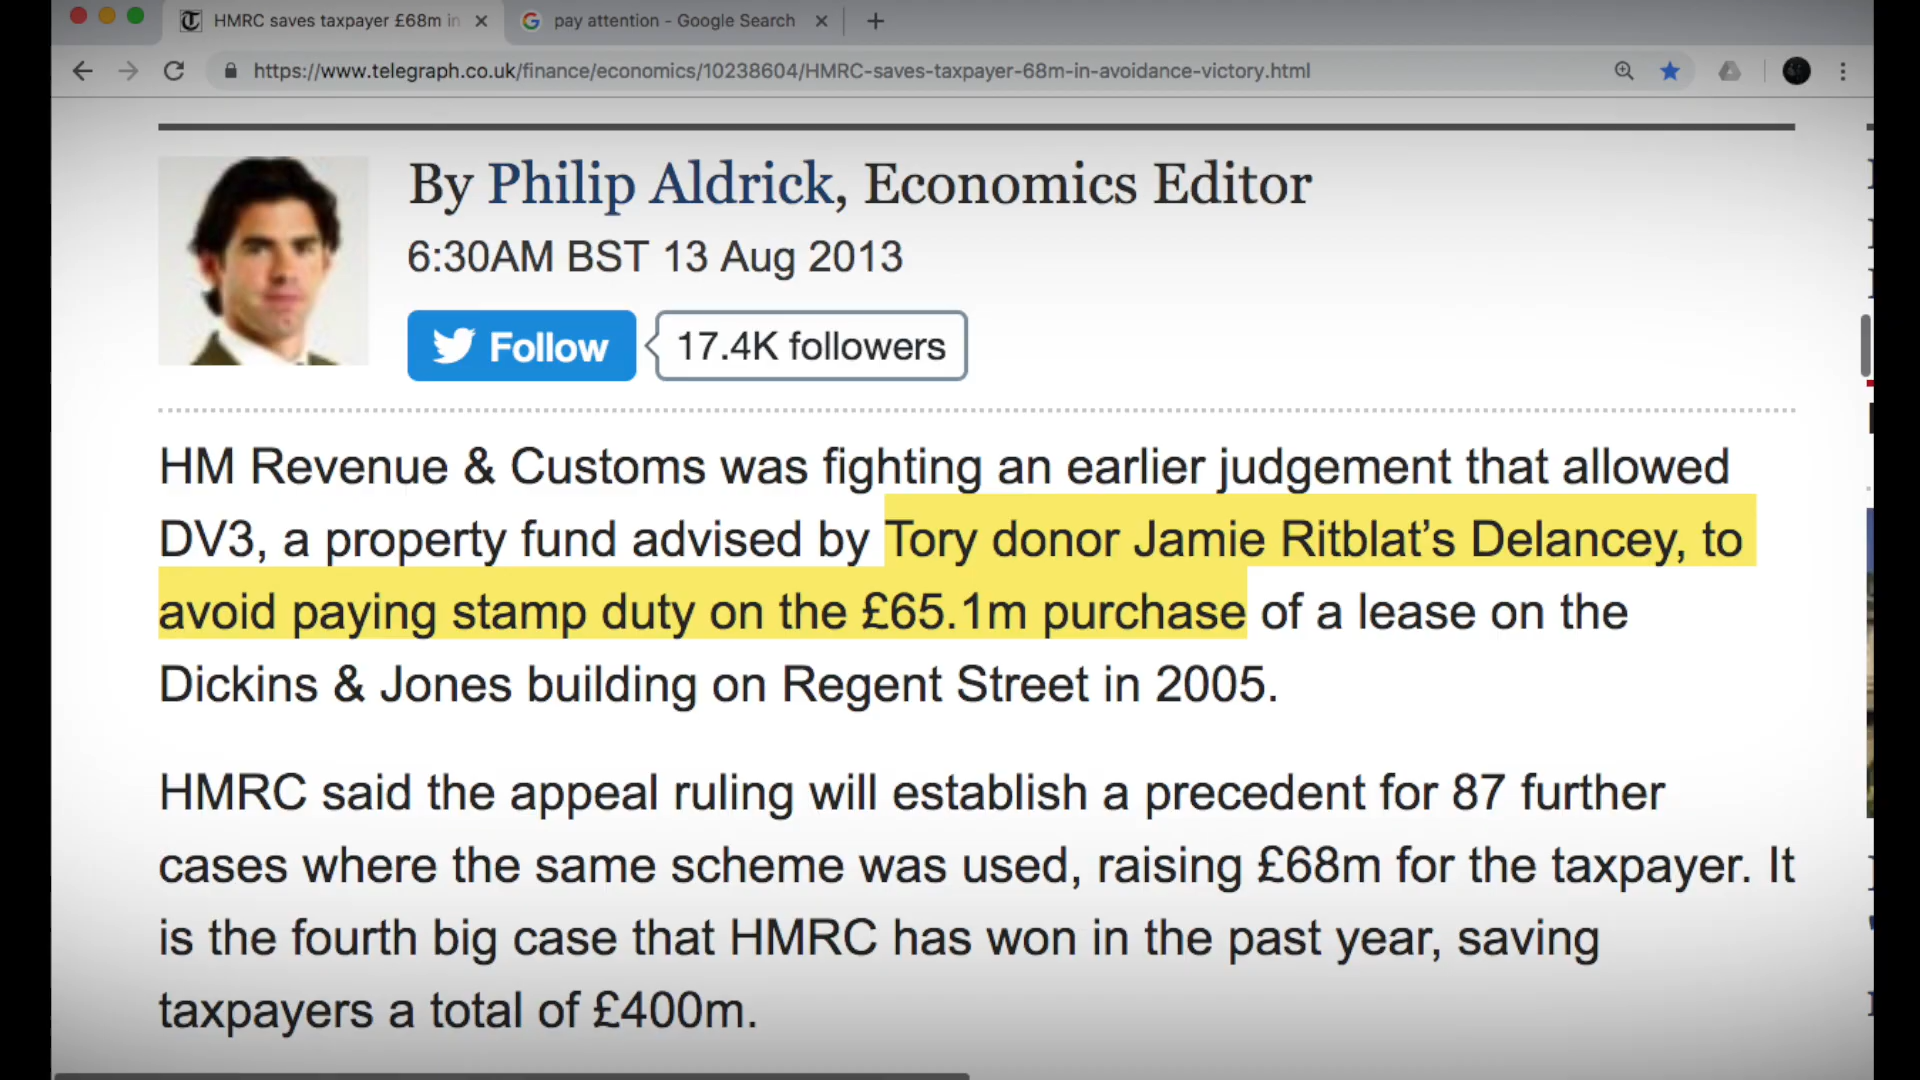 HMRC saves taxpayer £68m in
pay attention - Google Search
https://www.telegraph.co.uk/finance/economics/10238604/HMRC-saves-taxpayer-68m-in-avoidance-victory.html
By Philip Aldrick, Economics Editor
6:30AM BST 13 Aug 2013
Follow
17.4K followers
HM Revenue & Customs was fighting an earlier judgement that allowed
DV3, a property fund advised by Tory donor Jamie Ritblat’s Delancey, to
avoid paying stamp duty on the £65.1m purchase of a lease on the
Dickins & Jones building on Regent Street in 2005.
HMRC said the appeal ruling will establish a precedent for 87 further
cases where the same scheme was used, raising £68m for the taxpayer. It
is the fourth big case that HMRC has won in the past year, saving
taxpayers a total of £400m.